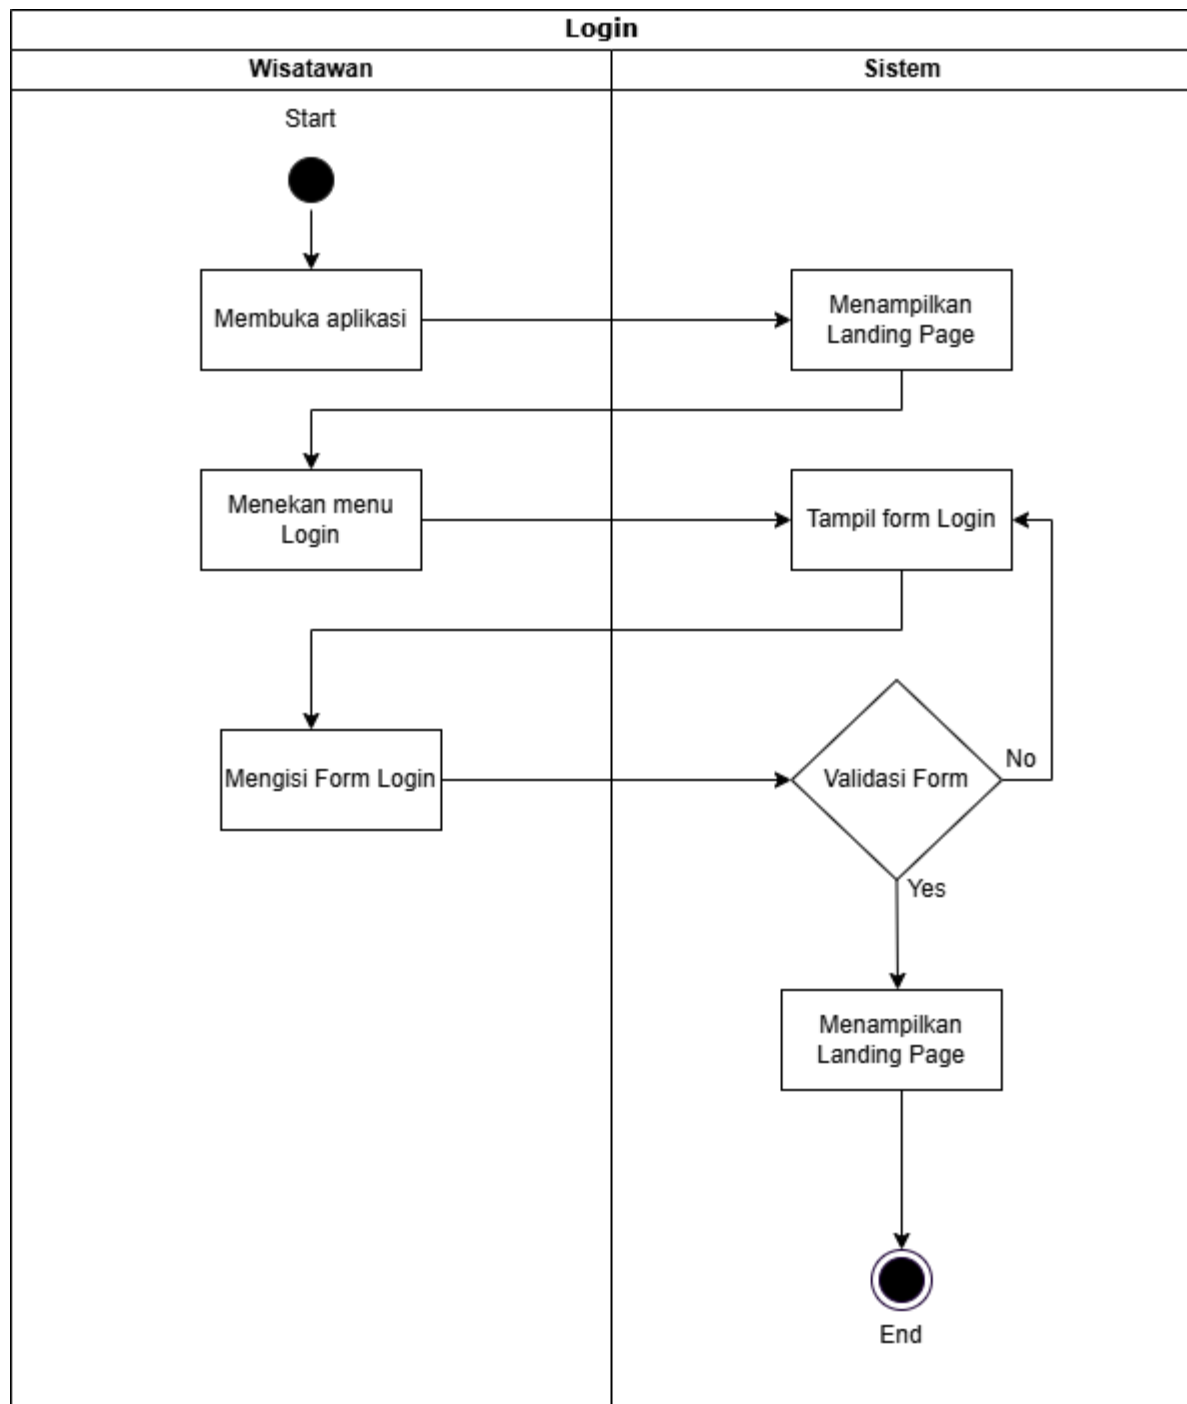 Login
Wisatawan
Sistem
Start
Membuka aplikasi
Menampilkan
Landing Page
Menekan menu
Login
Tampil form Login
Mengisi Form Login
Validasi Form
No
Yes
Menampilkan
Landing Page
End